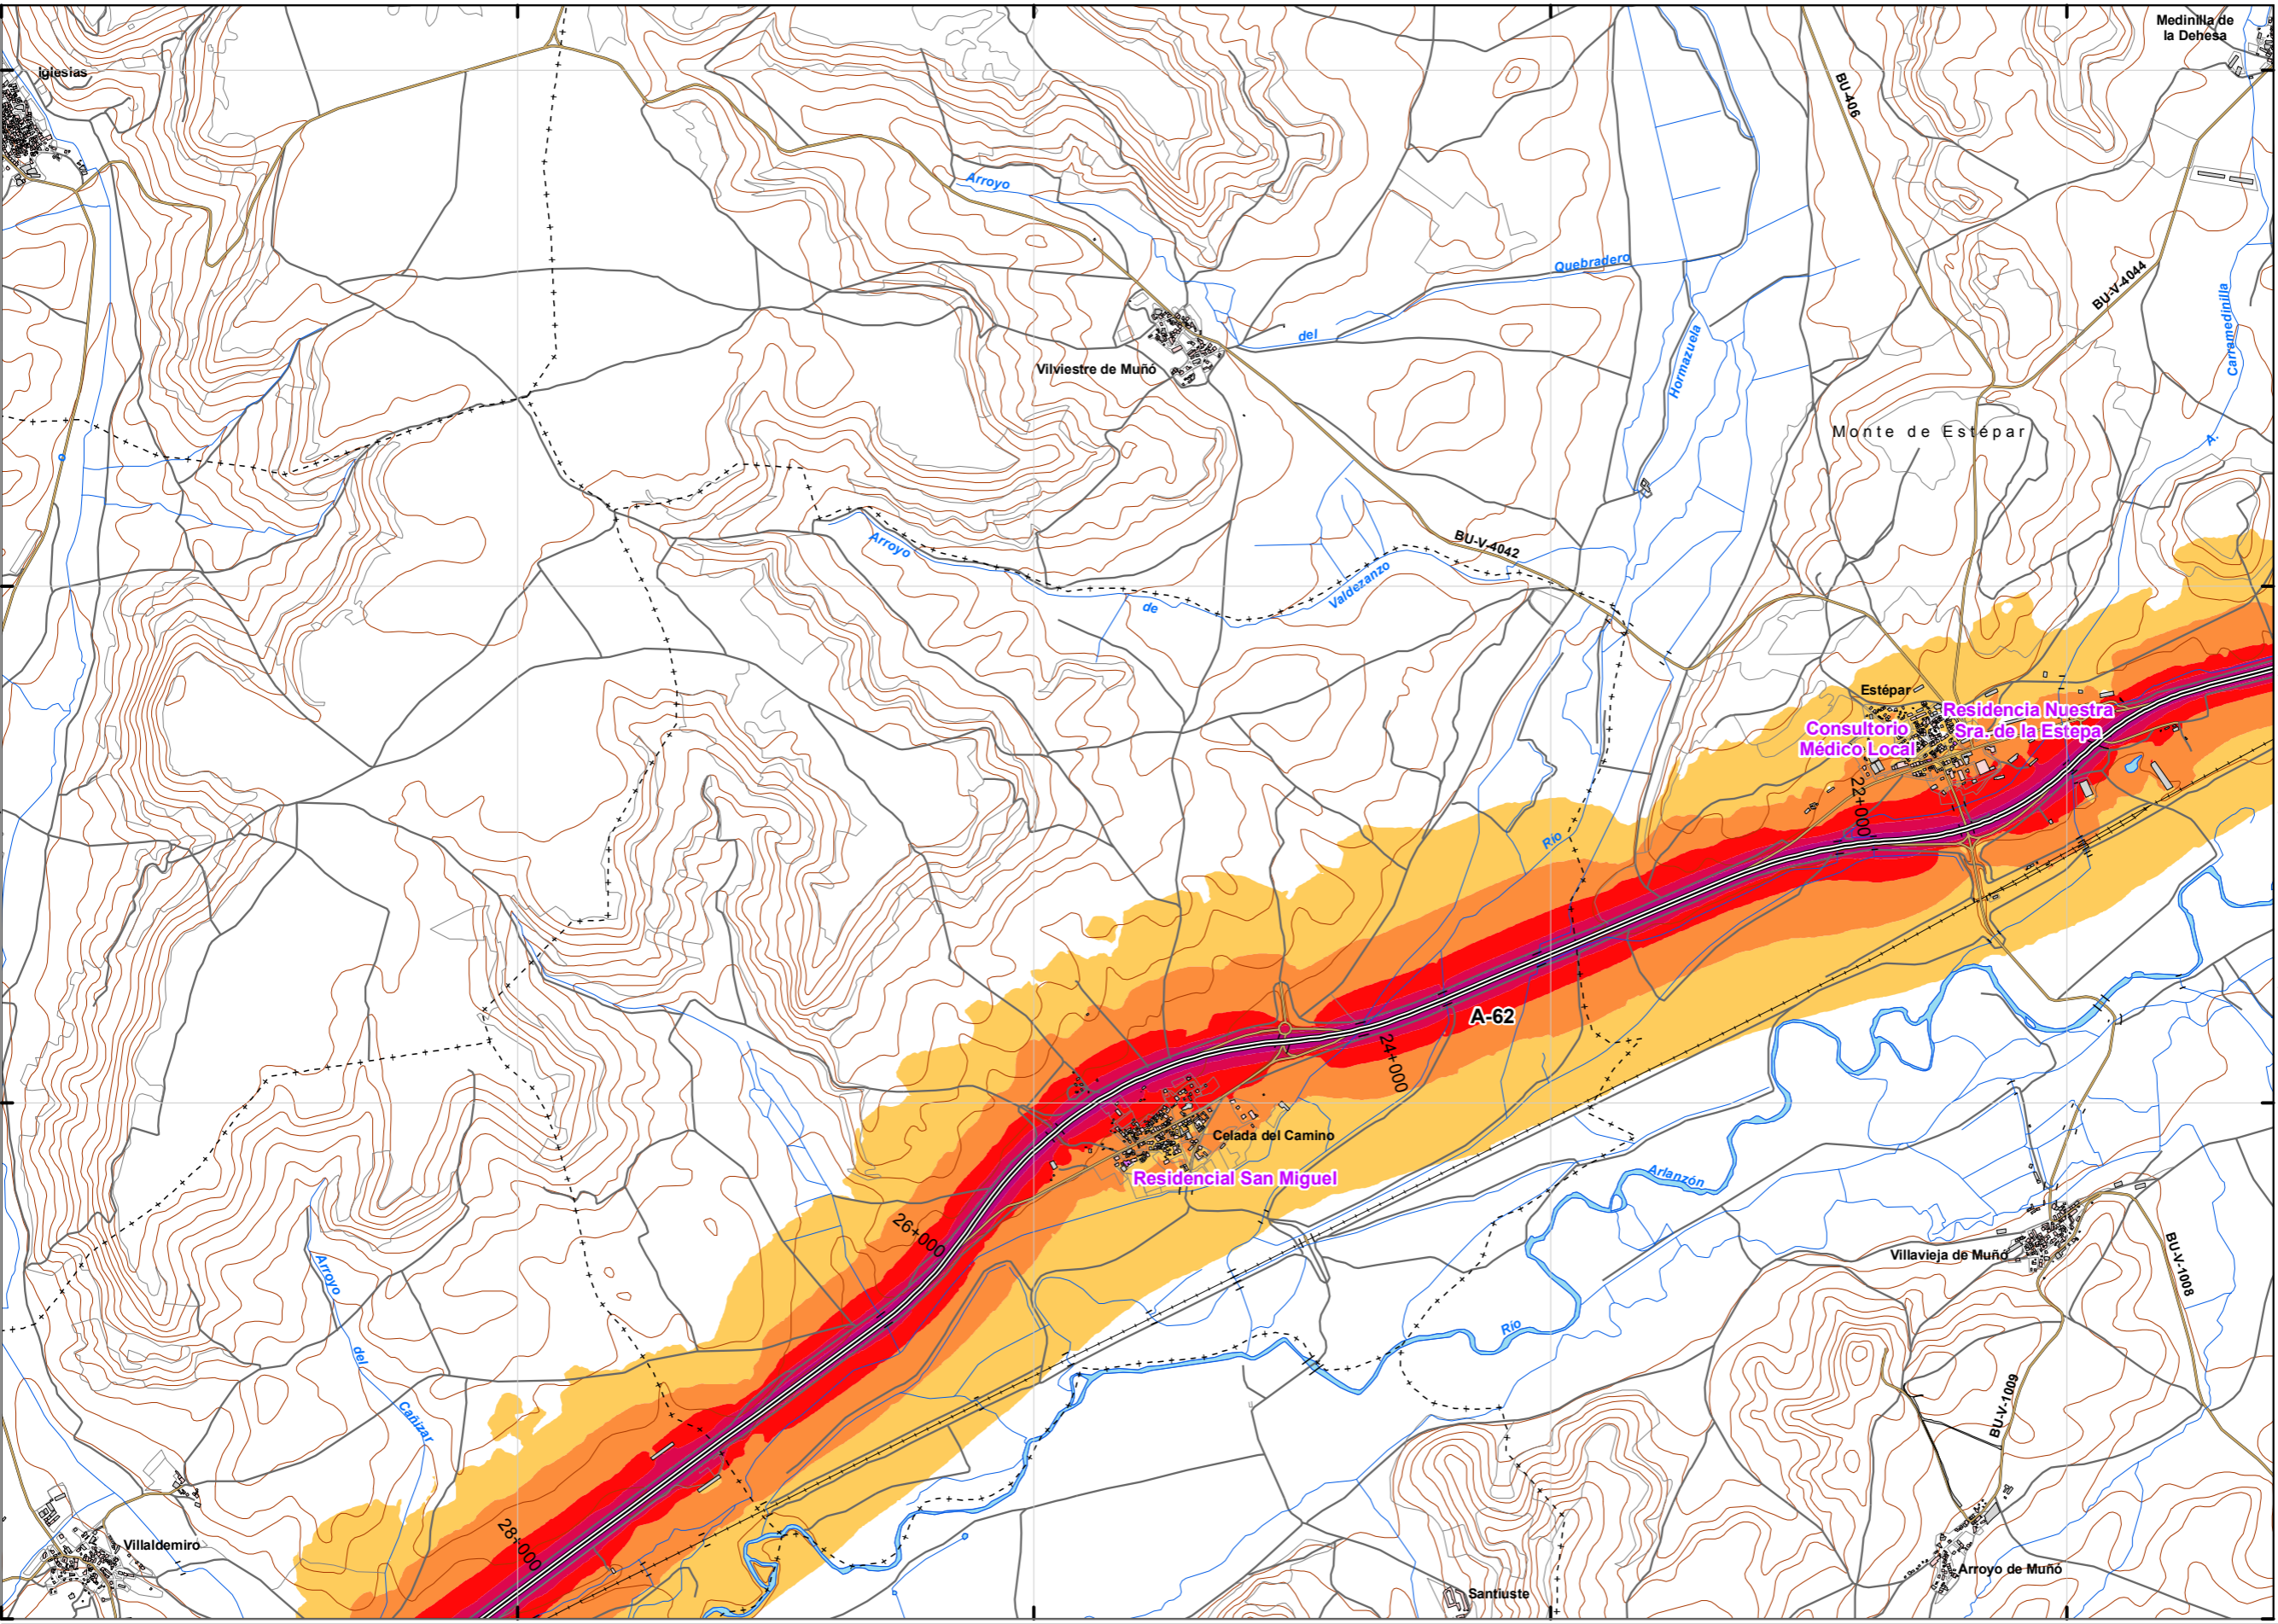 Medinilla de
la Dehesa
Iglesias
BU-406
Arroyo
Quebradero
BU-V-4044
Carramedinilla
del
Hormazuela
Vilviestre de Muñó
Monte de Estépar
A.
o
Arroyo
BU-V-4042
Valdezanzo
de
Estépar
Residencia Nuestra
Sra. de la Estepa
Consultorio
Médico Local
22+000
Río
A-62
24+000
Celada del Camino
Residencial San Miguel
Arlanzón
26+000
Villavieja de Muñó
BU-V-1008
Arroyo
Río
del
BU-V-1009
Cañizar
28+000
Villaldemiro
Arroyo de Muñó
Santiuste